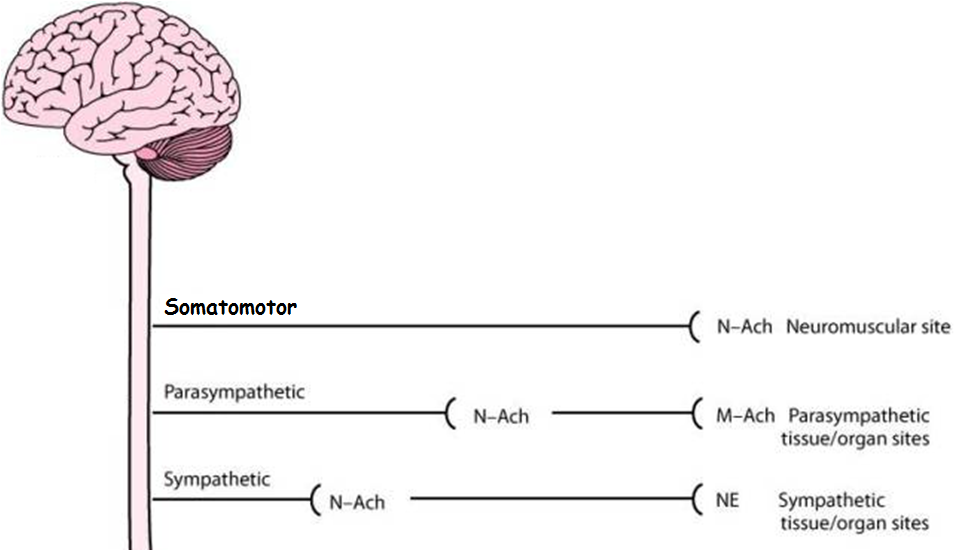 Somatomotor
N–Ach Neuromuscular site
Parasympathetic
N–Ach
M–Ach Parasympathetic
tissue/organ sites
Sympathetic
N–Ach
NE Sympathetic
tissue/organ sites